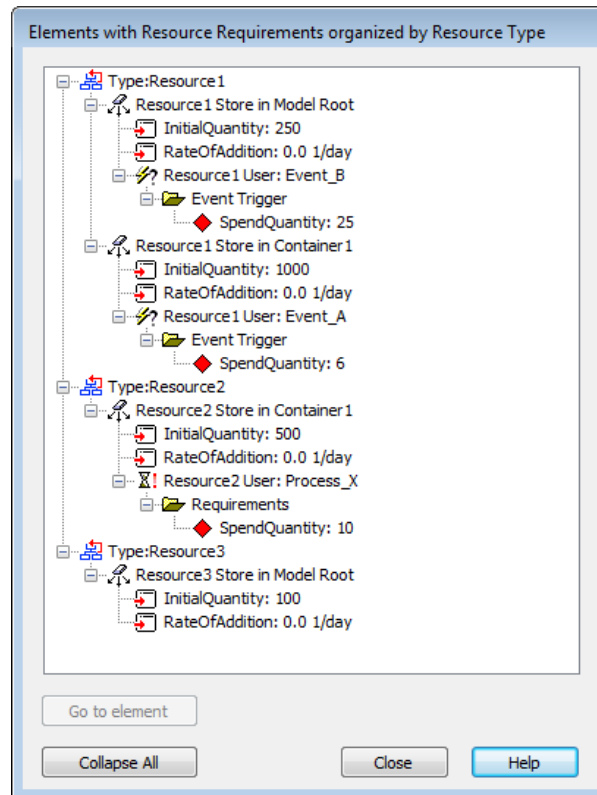 Elements with Resource Requirements organized by Resource Type
Type:Resource1
Resource1 Store in Model Root
InitialQuantity: 250
RateOfAddition: 0.0 1/day
Resource1 User: Event_B
Event Trigger
SpendQuantity: 25
Resource1 Store in Container1
InitialQuantity: 1000
RateOfAddition: 0.0 1/day
Resource1 User: Event_A
Event Trigger
SpendQuantity: 6
Type:Resource2
Resource2 Store in Container1
InitialQuantity: 500
RateOfAddition: 0.0 1/day
Resource2 User: Process_X
Requirements
SpendQuantity: 10
Type:Resource3
Resource3 Store in Model Root
InitialQuantity: 100
RateOfAddition: 0.0 1/day
Go to element
Collapse All Close Help